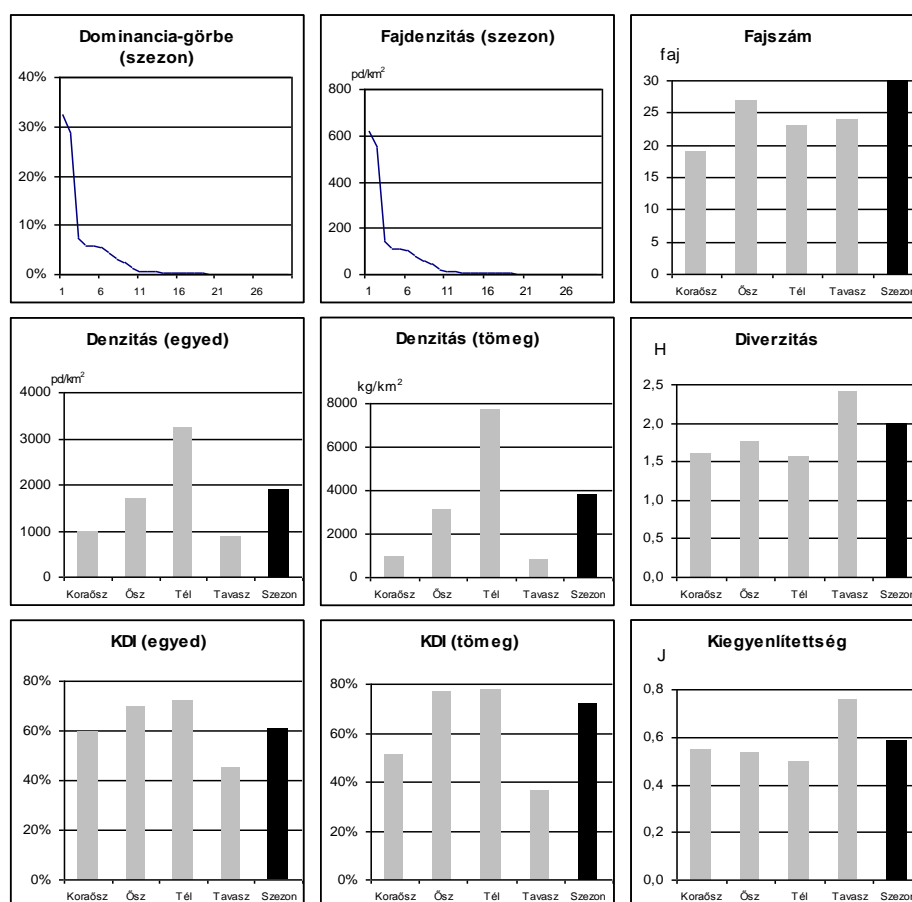 Dominancia-görbe
(szezon)
40%
30%
20%
10%
0%
1 6 11 16 21 26
Fajdenzitás (szezon)
pd/km²
800
600
400
200
0
1 6 11 16 21 26
Fajszám
faj
30
25
20
15
10
5
0
Koraősz Ősz Tél Tavasz Szezon
Denzitás (egyed)
pd/km²
4000
3000
2000
1000
0
Koraősz Ősz Tél Tavasz Szezon
Denzitás (tömeg)
kg/km²
8000
6000
4000
2000
0
Koraősz Ősz Tél Tavasz Szezon
Diverzitás
H
2,5
2,0
1,5
1,0
0,5
0,0
Koraősz Ősz Tél Tavasz Szezon
KDI (egyed)
80%
60%
40%
20%
0%
Koraősz Ősz Tél Tavasz Szezon
KDI (tömeg)
80%
60%
40%
20%
0%
Koraősz Ősz Tél Tavasz Szezon
Kiegyenlítettség
J
0,8
0,6
0,4
0,2
0,0
Koraősz Ősz Tél Tavasz Szezon